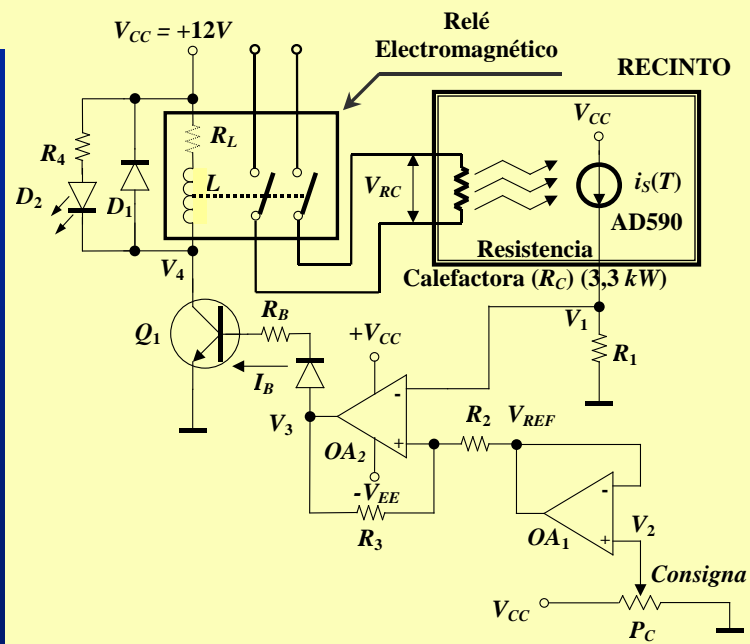 Relé
Electromagnético
V_CC = +12V
RECINTO
V_CC
R_L
R_4
L
V_RC
i_S(T)
D_2
D_1
AD590
Resistencia
V_4
Calefactora (R_C) (3,3 kW)
R_B
V_1
Q_1
+V_CC
R_1
I_B
-
R_2
V_REF
V_3
+
OA_2
-V_EE
-
R_3
OA_1
V_2
+
Consigna
V_CC
P_C